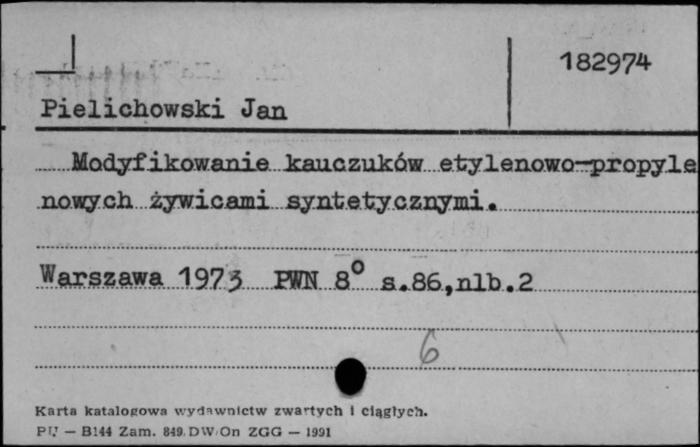 182974
Pielichowski Jan
Modyfikowanie kauczuków etylenowo-propyle
nowych żywicami syntetycznymi.
Warszawa 1973 PWN 8° s.86,nlb.2
6
Karta katalogowa wydawnictw zwartych i ciągłych.
PU — B144 Zam. 849/DW/On ZGG — 1991